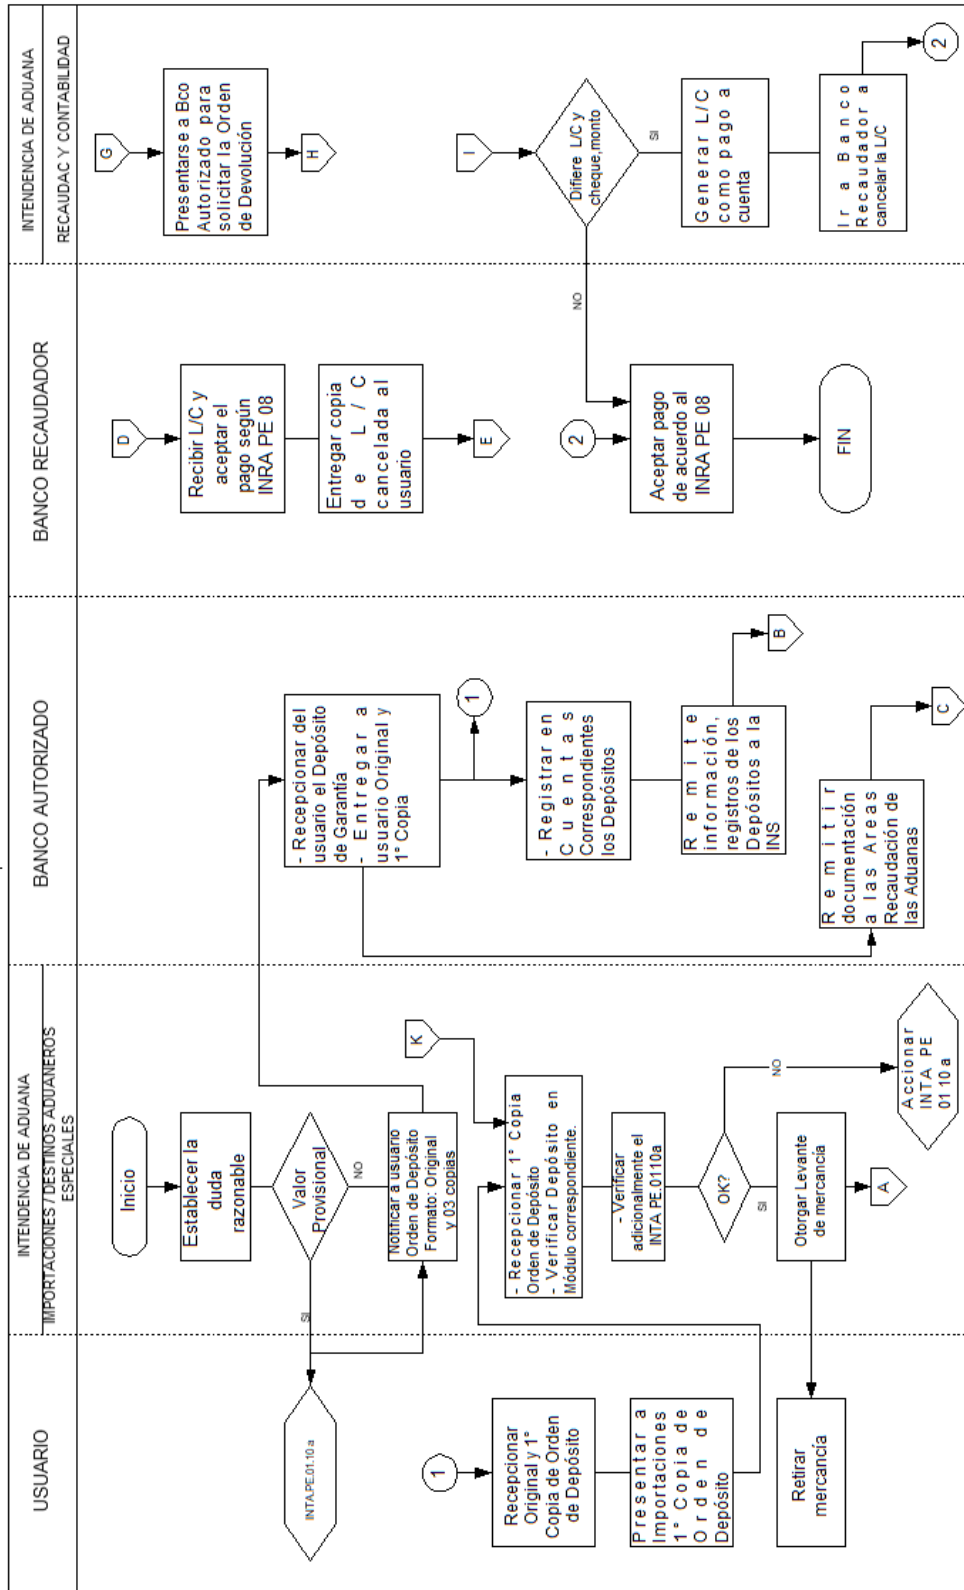 USUARIO
INTENDENCIA DE ADUANA
IMPORTACIONES / DESTINOS ADUANEROS
ESPECIALES
BANCO AUTORIZADO
BANCO RECAUDADOR
INTENDENCIA DE ADUANA
RECAUDAC Y CONTABILIDAD
INTA.PE.01.10 a
1
Recepcionar
Original y 1°
Copia de Orden
de Depósito
Presentar a
Importaciones
1° Copia de
Orden de
Depósito
Retirar
mercancía
Inicio
Establecer la
duda
razonable
Valor
Provisional
SI
NO
Notificar a usuario
Orden de Depósito
Formato: Original
y 03 copias
K
- Recepcionar 1° Copia
Orden de Depósito
- Verificar Depósito en
Módulo correspondiente.
- Verificar
adicionalmente el
INTA PE.0110a
OK?
SI
NO
Otorgar Levante
de mercancía
A
Accionar
INTA PE
01 10 a
- Recepcionar del
usuario el Depósito
de Garantía
- Entregar a
usuario Original y
1° Copia
1
- Registrar en
Cuentas
Correspondientes
los Depósitos
Remite
información,
registros de los
Depósitos a la
INS
B
Remitir
documentación
a las Areas
Recaudación de
las Aduanas
C
D
Recibir L/C y
aceptar el
pago según
INRA PE 08
Entregar copia
de L/C
cancelada al
usuario
E
2
Aceptar pago
de acuerdo al
INRA PE 08
FIN
G
Presentarse a Bco
Autorizado para
solicitar la Orden
de Devolución
H
I
Difiere L/C y
cheque,monto
NO
SI
Generar L/C
como pago a
cuenta
Ir a Banco
Recaudador a
cancelar la L/C
2